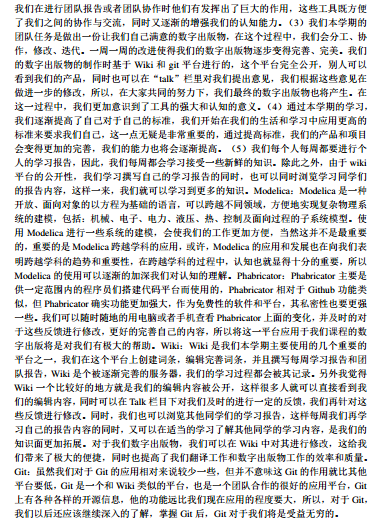 我们在进行团队报告或者团队协作时他们有发挥出了巨大的作用，这些工具既方便
了我们之间的协作与交流，同时又逐渐的增强我们的认知能力。（3）我们本学期的
团队任务是做出一份让我们自己满意的数字出版物，在这个过程中，我们会分工、协
作、修改、迭代。一周一周的改进使得我们的数字出版物逐步变得完善、完美。我们
的数字出版物的制作时基于 Wiki 和 git 平台进行的，这个平台完全公开，别人可以
看到我们的产品，同时也可以在“talk”栏里对我们提出意见，我们根据这些意见在
做进一步的修改，所以，在大家共同的努力下，我们最终的数字出版物也将产生。在
这一过程中，我们更加意识到了工具的强大和认知的意义。（4）通过本学期的学习，
我们逐渐提高了自己对于自己的标准，我们开始在我们的生活和学习中应用更高的
标准来要求我们自己，这一点无疑是非常重要的，通过提高标准，我们的产品和项目
会变得更加的完善，我们的能力也将会逐渐提高。（5）我们每个人每周都要进行个
人的学习报告，因此，我们每周都会学习接受一些新鲜的知识。除此之外，由于 wiki
平台的公开性，我们学习撰写自己的学习报告的同时，也可以同时浏览学习同学们
的报告内容，这样一来，我们就可以学习到更多的知识。Modelica：Modelica 是一种
开放、面向对象的以方程为基础的语言，可以跨越不同领域，方便地实现复杂物理系
统的建模，包括：机械、电子、电力、液压、热、控制及面向过程的子系统模型。使
用 Modelica 进行一些系统的建模，会使我们的工作更加方便，当然这并不是最重要
的，重要的是 Modelica 跨学科的应用，或许，Modelica 的应用和发展也在向我们表
明跨学科的趋势和重要性，在跨学科的过程中，认知也就显得十分的重要，所以
Modelica 的使用可以逐渐的加深我们对认知的理解。Phabricator：Phabricator 主要是
供一定范围内的程序员们搭建代码平台而使用的，Phabricator 相对于 Github 功能类
似，但 Phabricator 确实功能更加强大，作为免费性的软件和平台，其私密性也要更强
一些。我们可以随时随地的用电脑或者手机查看 Phabricator 上面的变化，并及时的对
于这些反馈进行修改，更好的完善自己的内容，所以将这一平台应用于我们课程的数
字出版将是对我们有极大的帮助。Wiki：Wiki 是我们本学期主要使用的几个重要的
平台之一，我们在这个平台上创建词条，编辑完善词条，并且撰写每周学习报告和团
队报告，Wiki 是个被逐渐完善的服务器，我们的学习过程都会被其记录。另外我觉得
Wiki 一个比较好的地方就是我们的编辑内容被公开，这样很多人就可以直接看到我
们的编辑内容，同时可以在 Talk 栏目下对我们及时的进行一定的反馈，我们再针对这
些反馈进行修改。同时，我们也可以浏览其他同学们的学习报告，这样每周我们再学
习自己的报告内容的同时，又可以在适当的学习了解其他同学的学习内容，是我们的
知识面更加拓展。对于我们数字出版物，我们可以在 Wiki 中对其进行修改，这给我
们带来了极大的便捷，同时也提高了我们翻译工作和数字出版物工作的效率和质量。
Git：虽然我们对于 Git 的应用相对来说较少一些，但并不意味这 Git 的作用就比其他
平台要低，Git 是一个和 Wiki 类似的平台，也是一个团队合作的很好的应用平台，Git
上有各种各样的开源信息，他的功能远比我们现在应用的程度要大，所以，对于 Git，
我们以后还应该继续深入的了解，掌握 Git 后，Git 对于我们将是受益无穷的。